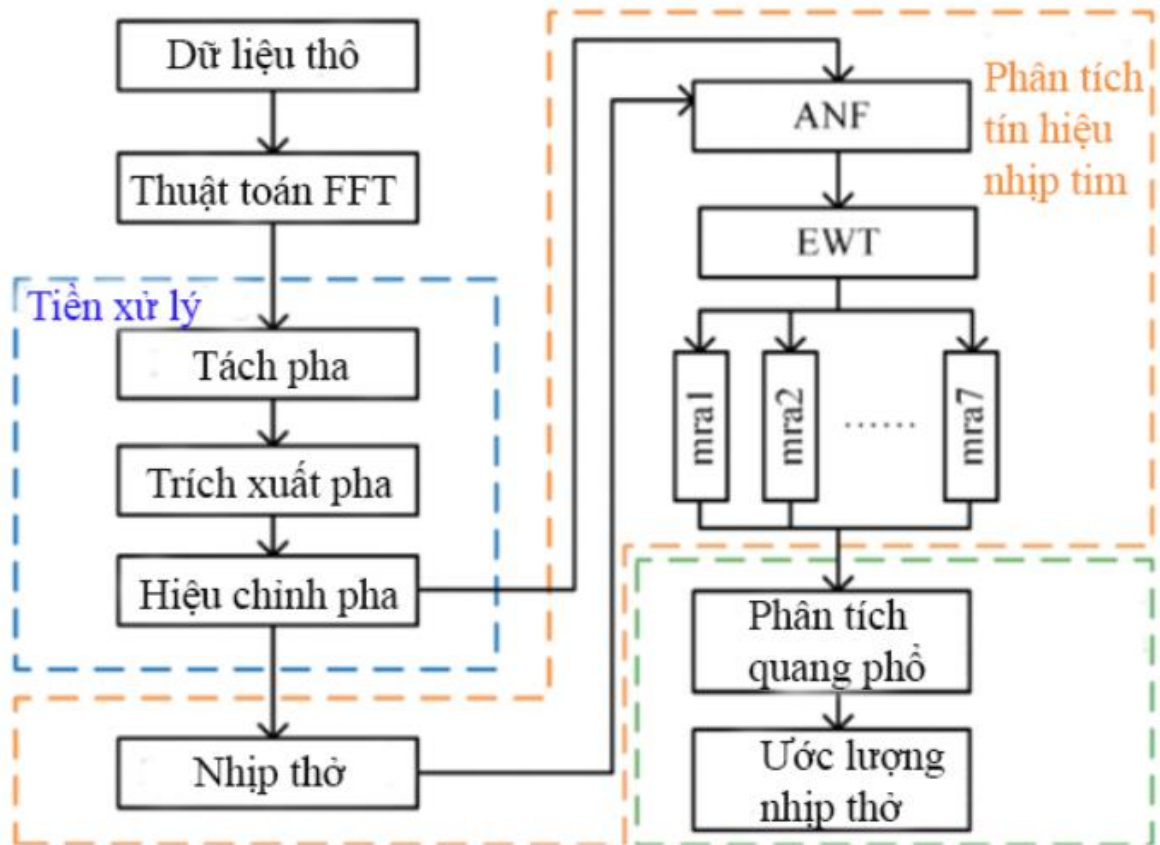 Dữ liệu thô
Thuật toán FFT
Tiền xử lý
Tách pha
Trích xuất pha
Hiệu chỉnh pha
Nhịp thở
Phân tích
tín hiệu
nhịp tim
ANF
EWT
mra1
mra2
......
mra7
Phân tích
quang phổ
Ước lượng
nhịp thở